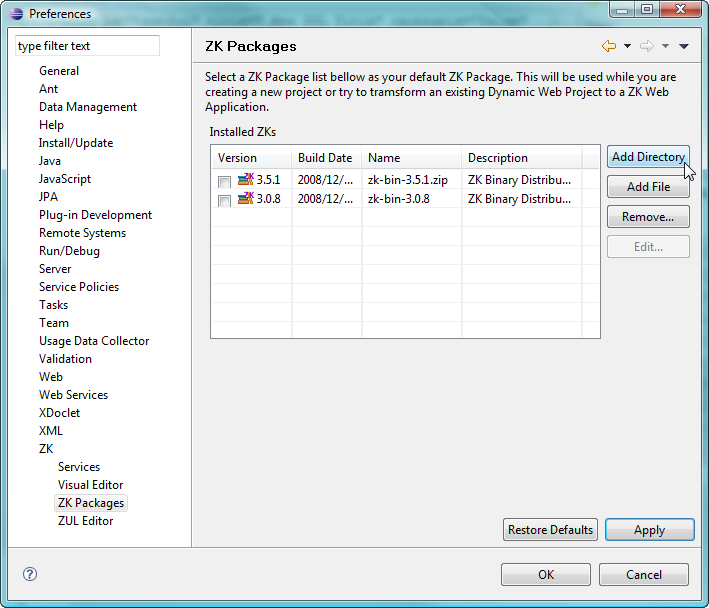 Preferences
type filter text
General
Ant
Data Management
Help
Install/Update
Java
JavaScript
JPA
Plug-in Development
Remote Systems
Run/Debug
Server
Service Policies
Tasks
Team
Usage Data Collector
Validation
Web
Web Services
XDoclet
XML
ZK
Services
Visual Editor
ZK Packages
ZUL Editor
ZK Packages
Select a ZK Package list bellow as your default ZK Package. This will be used while you are
creating a new project or try to transform an existing Dynamic Web Project to a ZK Web
Application.
Installed ZKs
Version Build Date Name Description
3.5.1 2008/12/... zk-bin-3.5.1.zip ZK Binary Distribu...
3.0.8 2008/12/... zk-bin-3.0.8 ZK Binary Distribu...
Add Directory
Add File
Remove...
Edit...
Restore Defaults Apply
OK Cancel